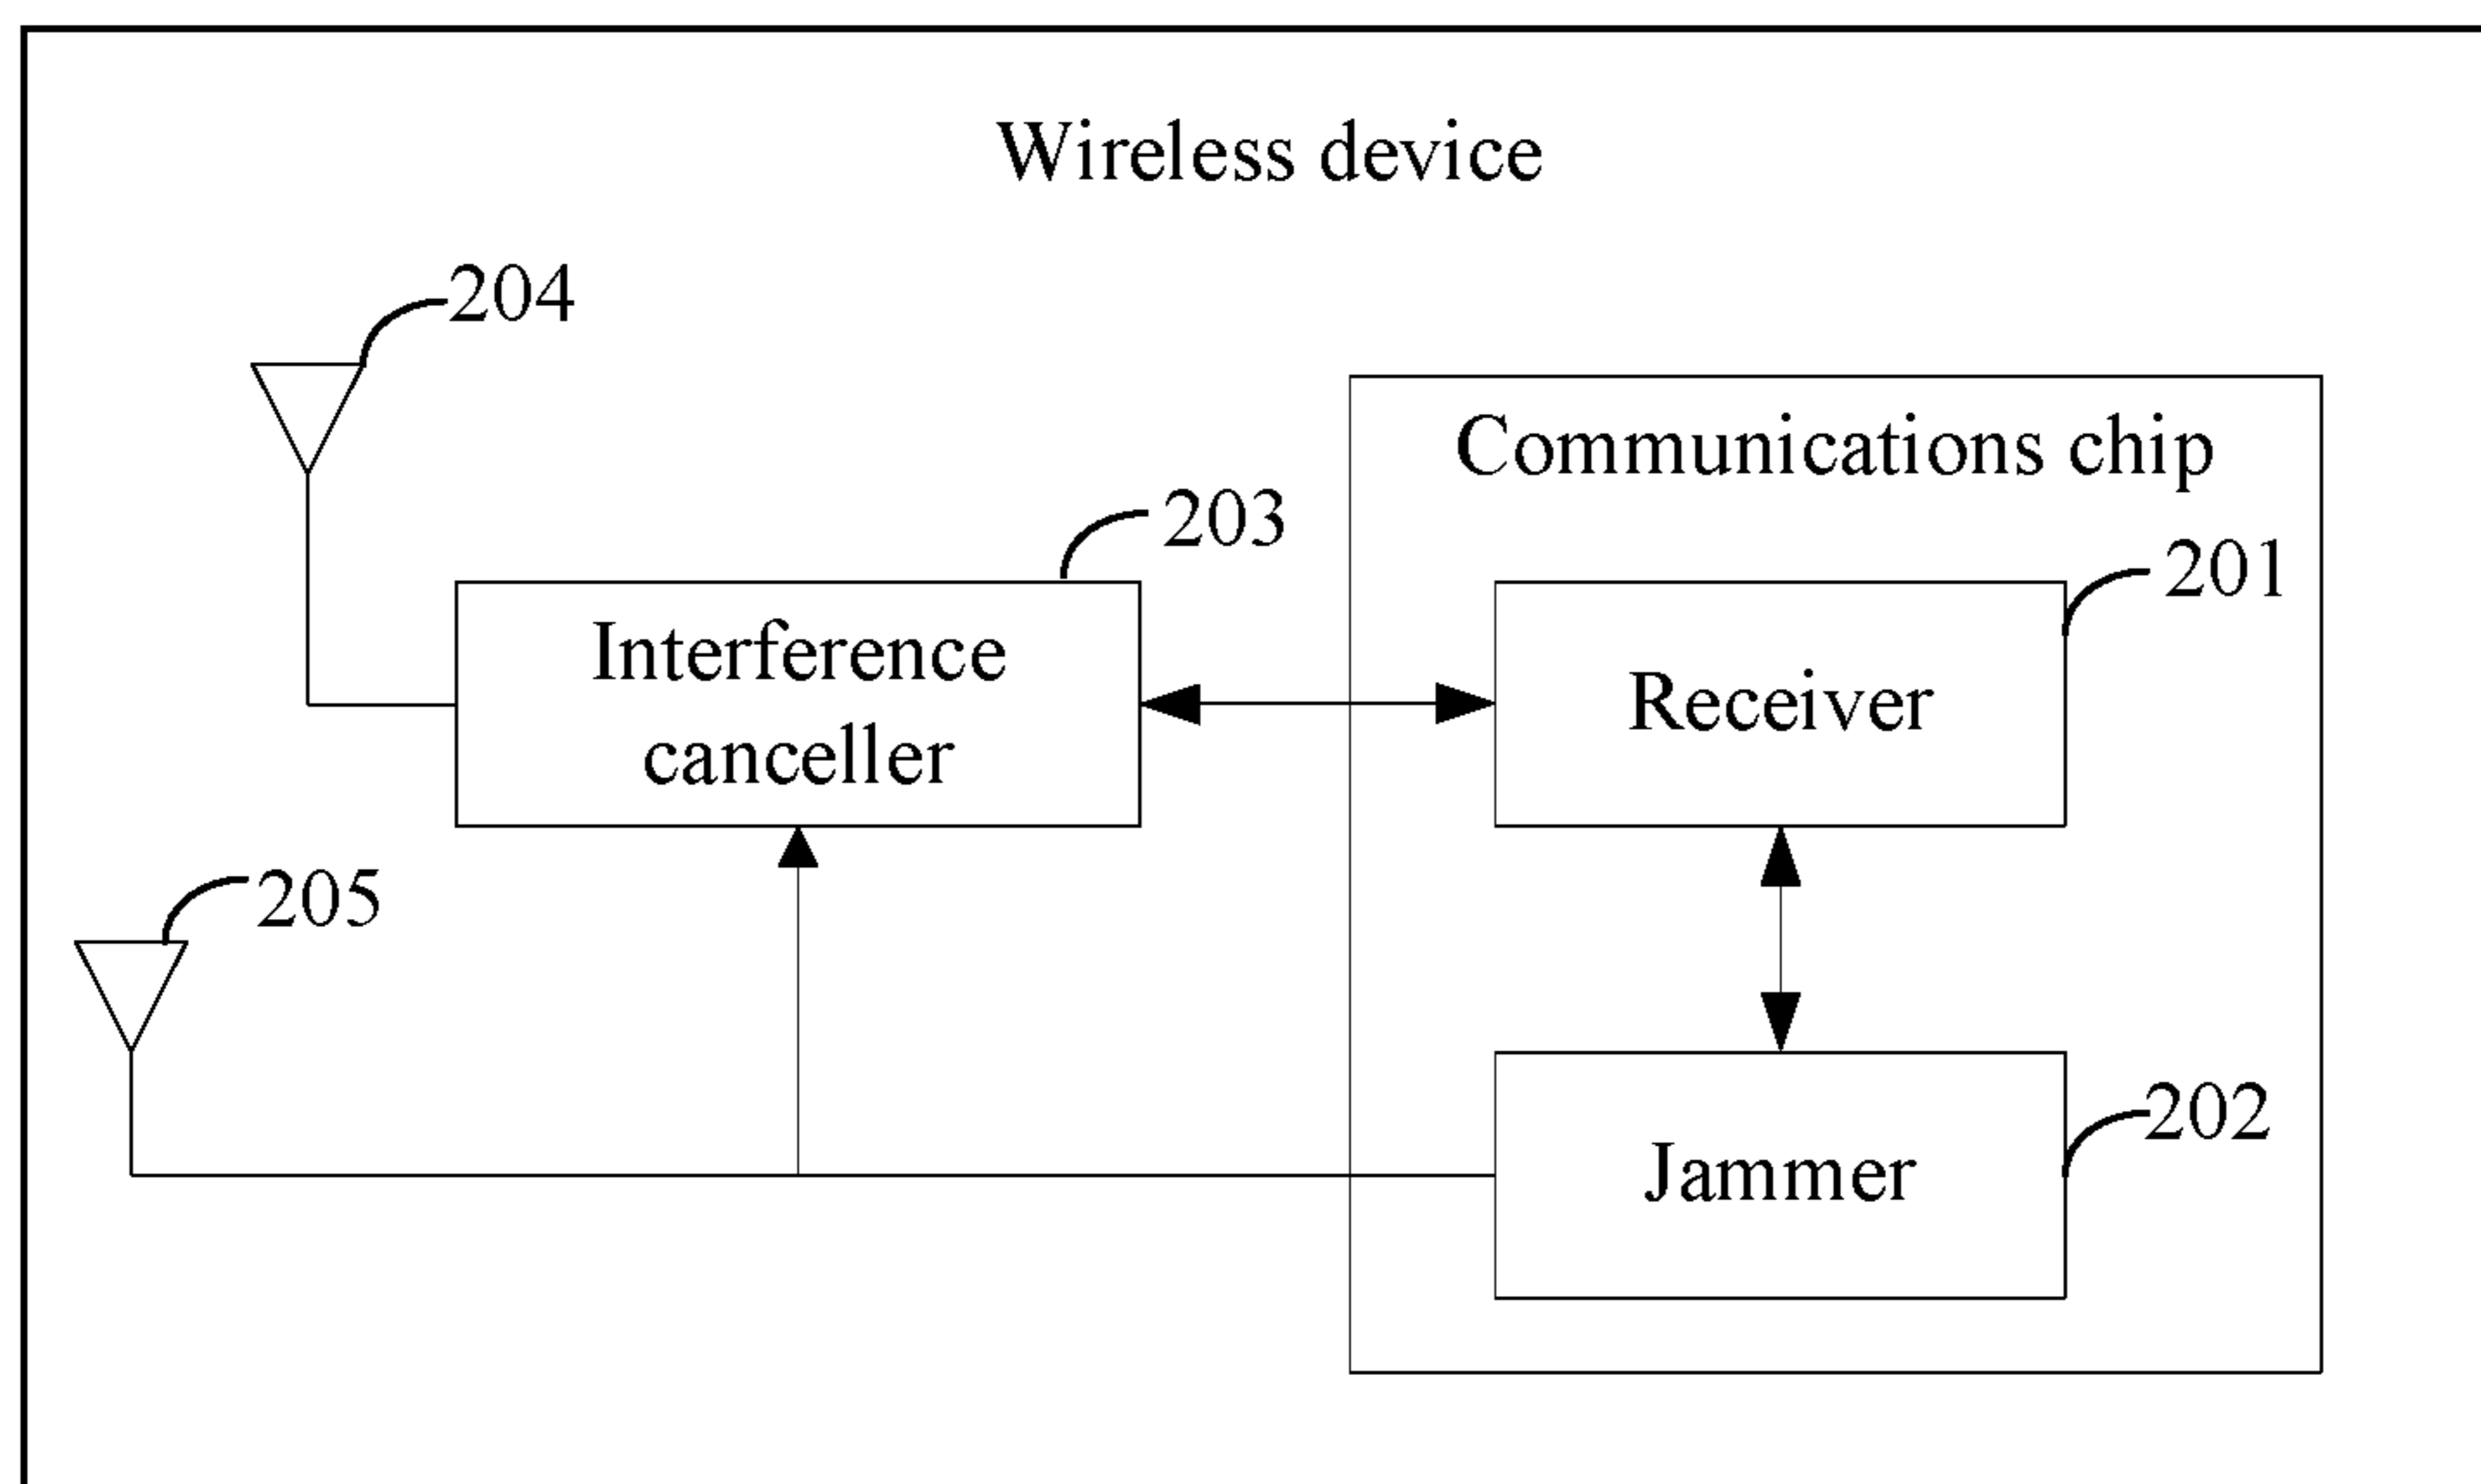 Wireless device
204
Communications chip
203
201
Interference
canceller
Receiver
205
202
Jammer